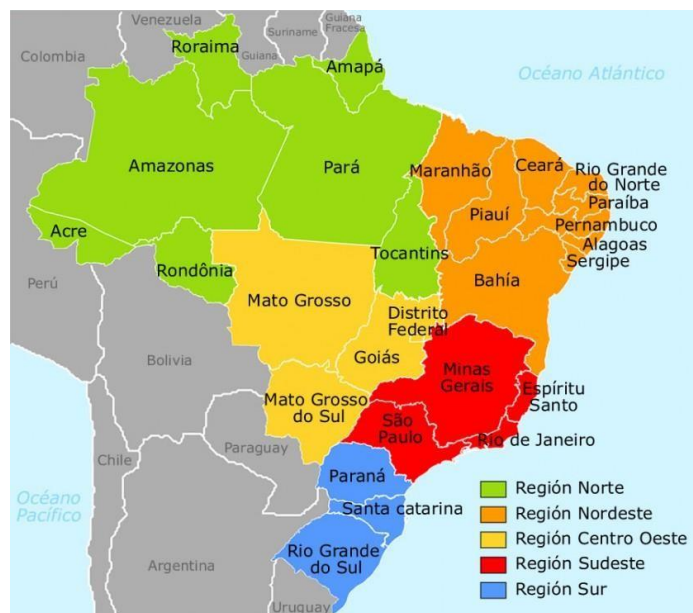 Venezuela
Suriname
Guiana
Fracesa
Guiana
Colombia
Roraima
Amapá
Océano Atlántico
Amazonas
Pará
Maranhão
Ceará
Rio Grande
do Norte
Paraíba
Piauí
Pernambuco
Alagoas
Sergipe
Acre
Rondônia
Tocantins
Bahía
Perú
Mato Grosso
Distrito
Federal
Goiás
Bolivia
Minas
Gerais
Espíritu
Santo
Mato Grosso
do Sul
São
Paulo
Rio de Janeiro
Paraguay
Chile
Paraná
Océano
Pacífico
Santa catarina
Rio Grande
do Sul
Argentina
Uruguay
Región Norte
Región Nordeste
Región Centro Oeste
Región Sudeste
Región Sur